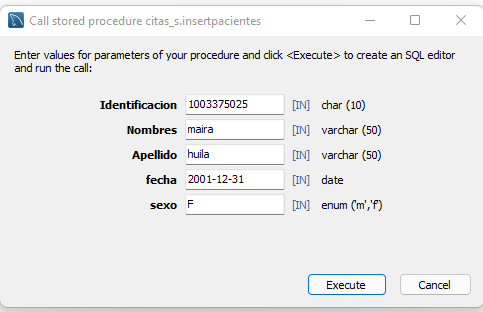 Call stored procedure citas_s.insertpacientes
Enter values for parameters of your procedure and click <Execute> to create an SQL editor
and run the call:
Identificacion 1003375025 [IN] char (10)
Nombres maira [IN] varchar (50)
Apellido huila [IN] varchar (50)
fecha 2001-12-31 [IN] date
sexo F [IN] enum ('m','f')
Execute Cancel